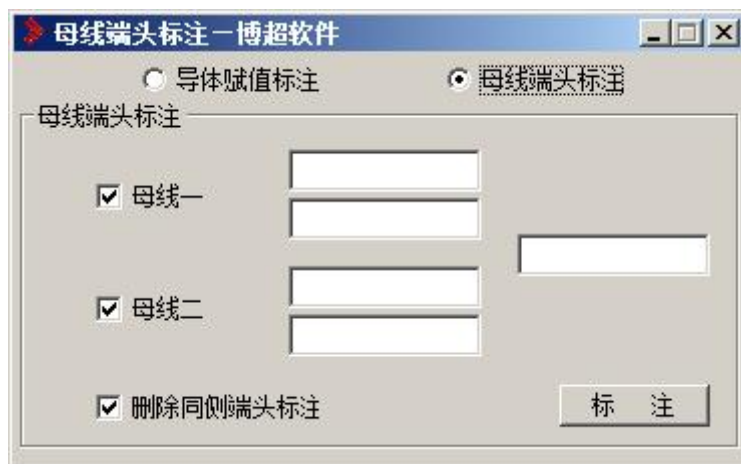 母线端头标注－博超软件
导体赋值标注 母线端头标注
母线端头标注
母线一
母线二
删除同侧端头标注 标 注